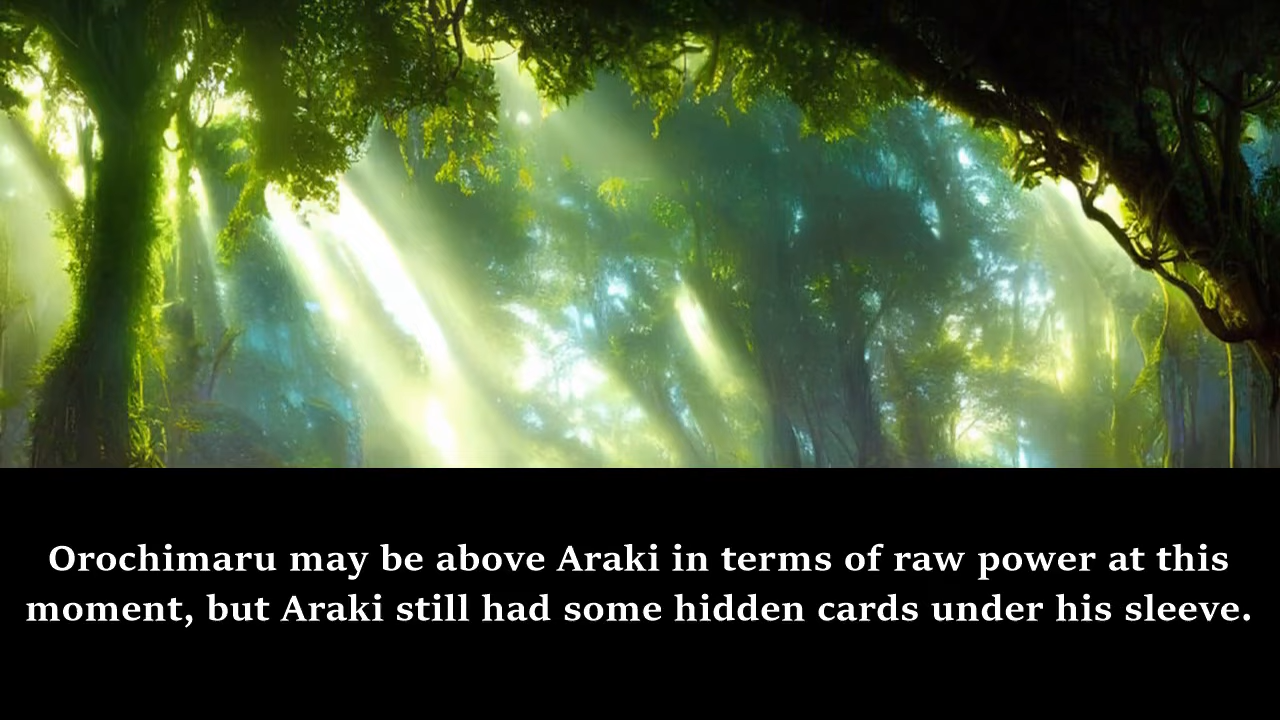 Orochimaru may be above Araki in terms of raw power at this
moment, but Araki still had some hidden cards under his sleeve.